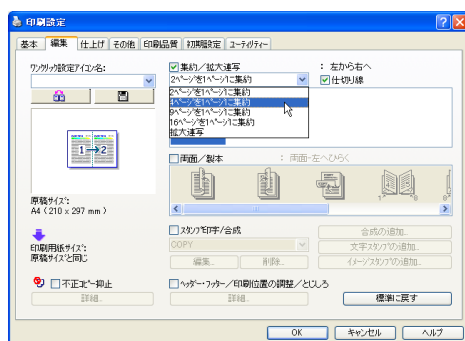 印刷設定
基本 編集 仕上げ その他 印刷品質 初期設定 ユーティリティー
ワンクリック設定アイコン名:
集約/拡大連写 : 左から右へ
2ページを1ページに集約 仕切り線
2ページを1ページに集約
4ページを1ページに集約
9ページを1ページに集約
16ページを1ページに集約
拡大連写
1→2
両面/製本 : 両面-左へひらく
原稿サイズ:
A4 ( 210 x 297 mm )
印刷用紙サイズ:
原稿サイズと同じ
スタンプ印字/合成 合成の追加...
COPY 文字スタンプの追加...
編集... 削除... イメージスタンプの追加...
不正コピー抑止 ヘッダー・フッター/印刷位置の調整/とじしろ
詳細... 詳細... 標準に戻す
OK キャンセル ヘルプ